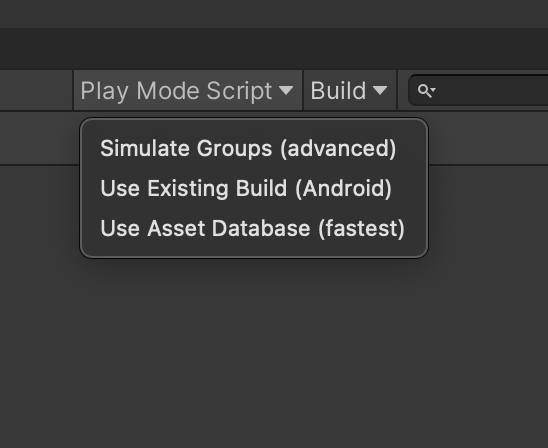 Play Mode Script Build
Simulate Groups (advanced)
Use Existing Build (Android)
Use Asset Database (fastest)